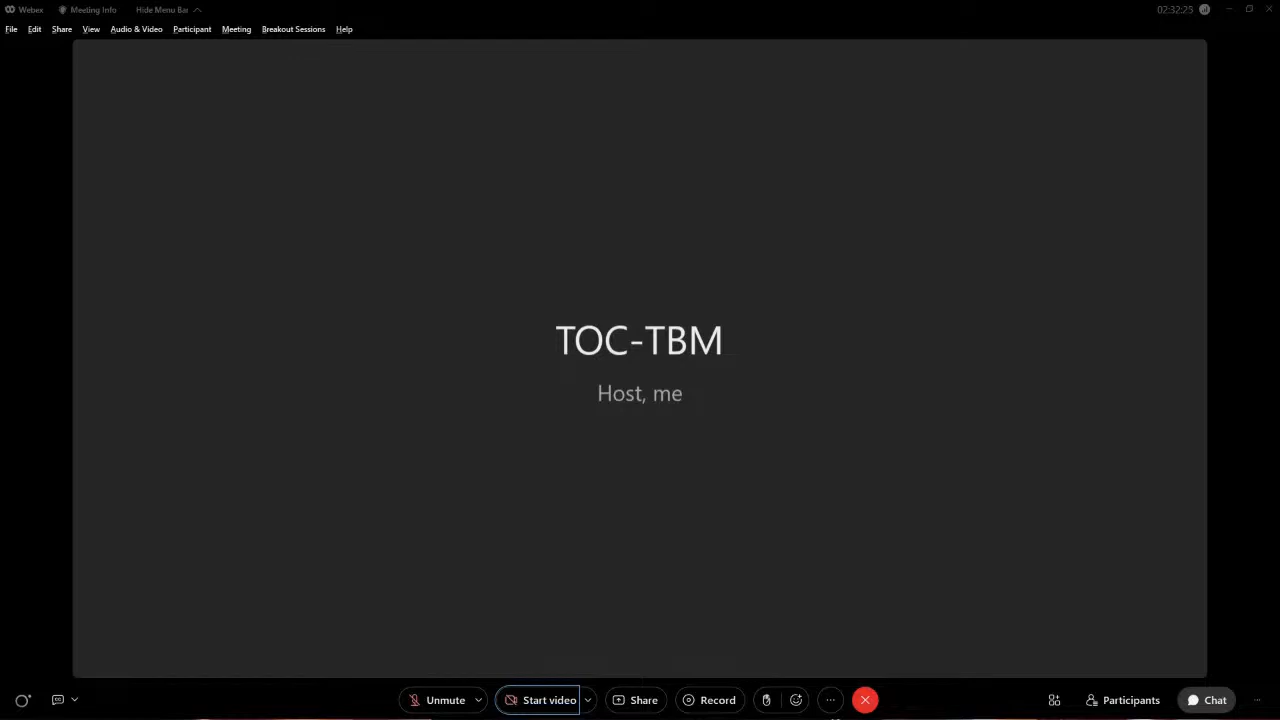 Webex Meeting Info Hide Menu Bar 02:32:25
File Edit Share View Audio & Video Participant Meeting Breakout Sessions Help
TOC-TBM
Host, me
Unmute Start video Share Record Participants Chat